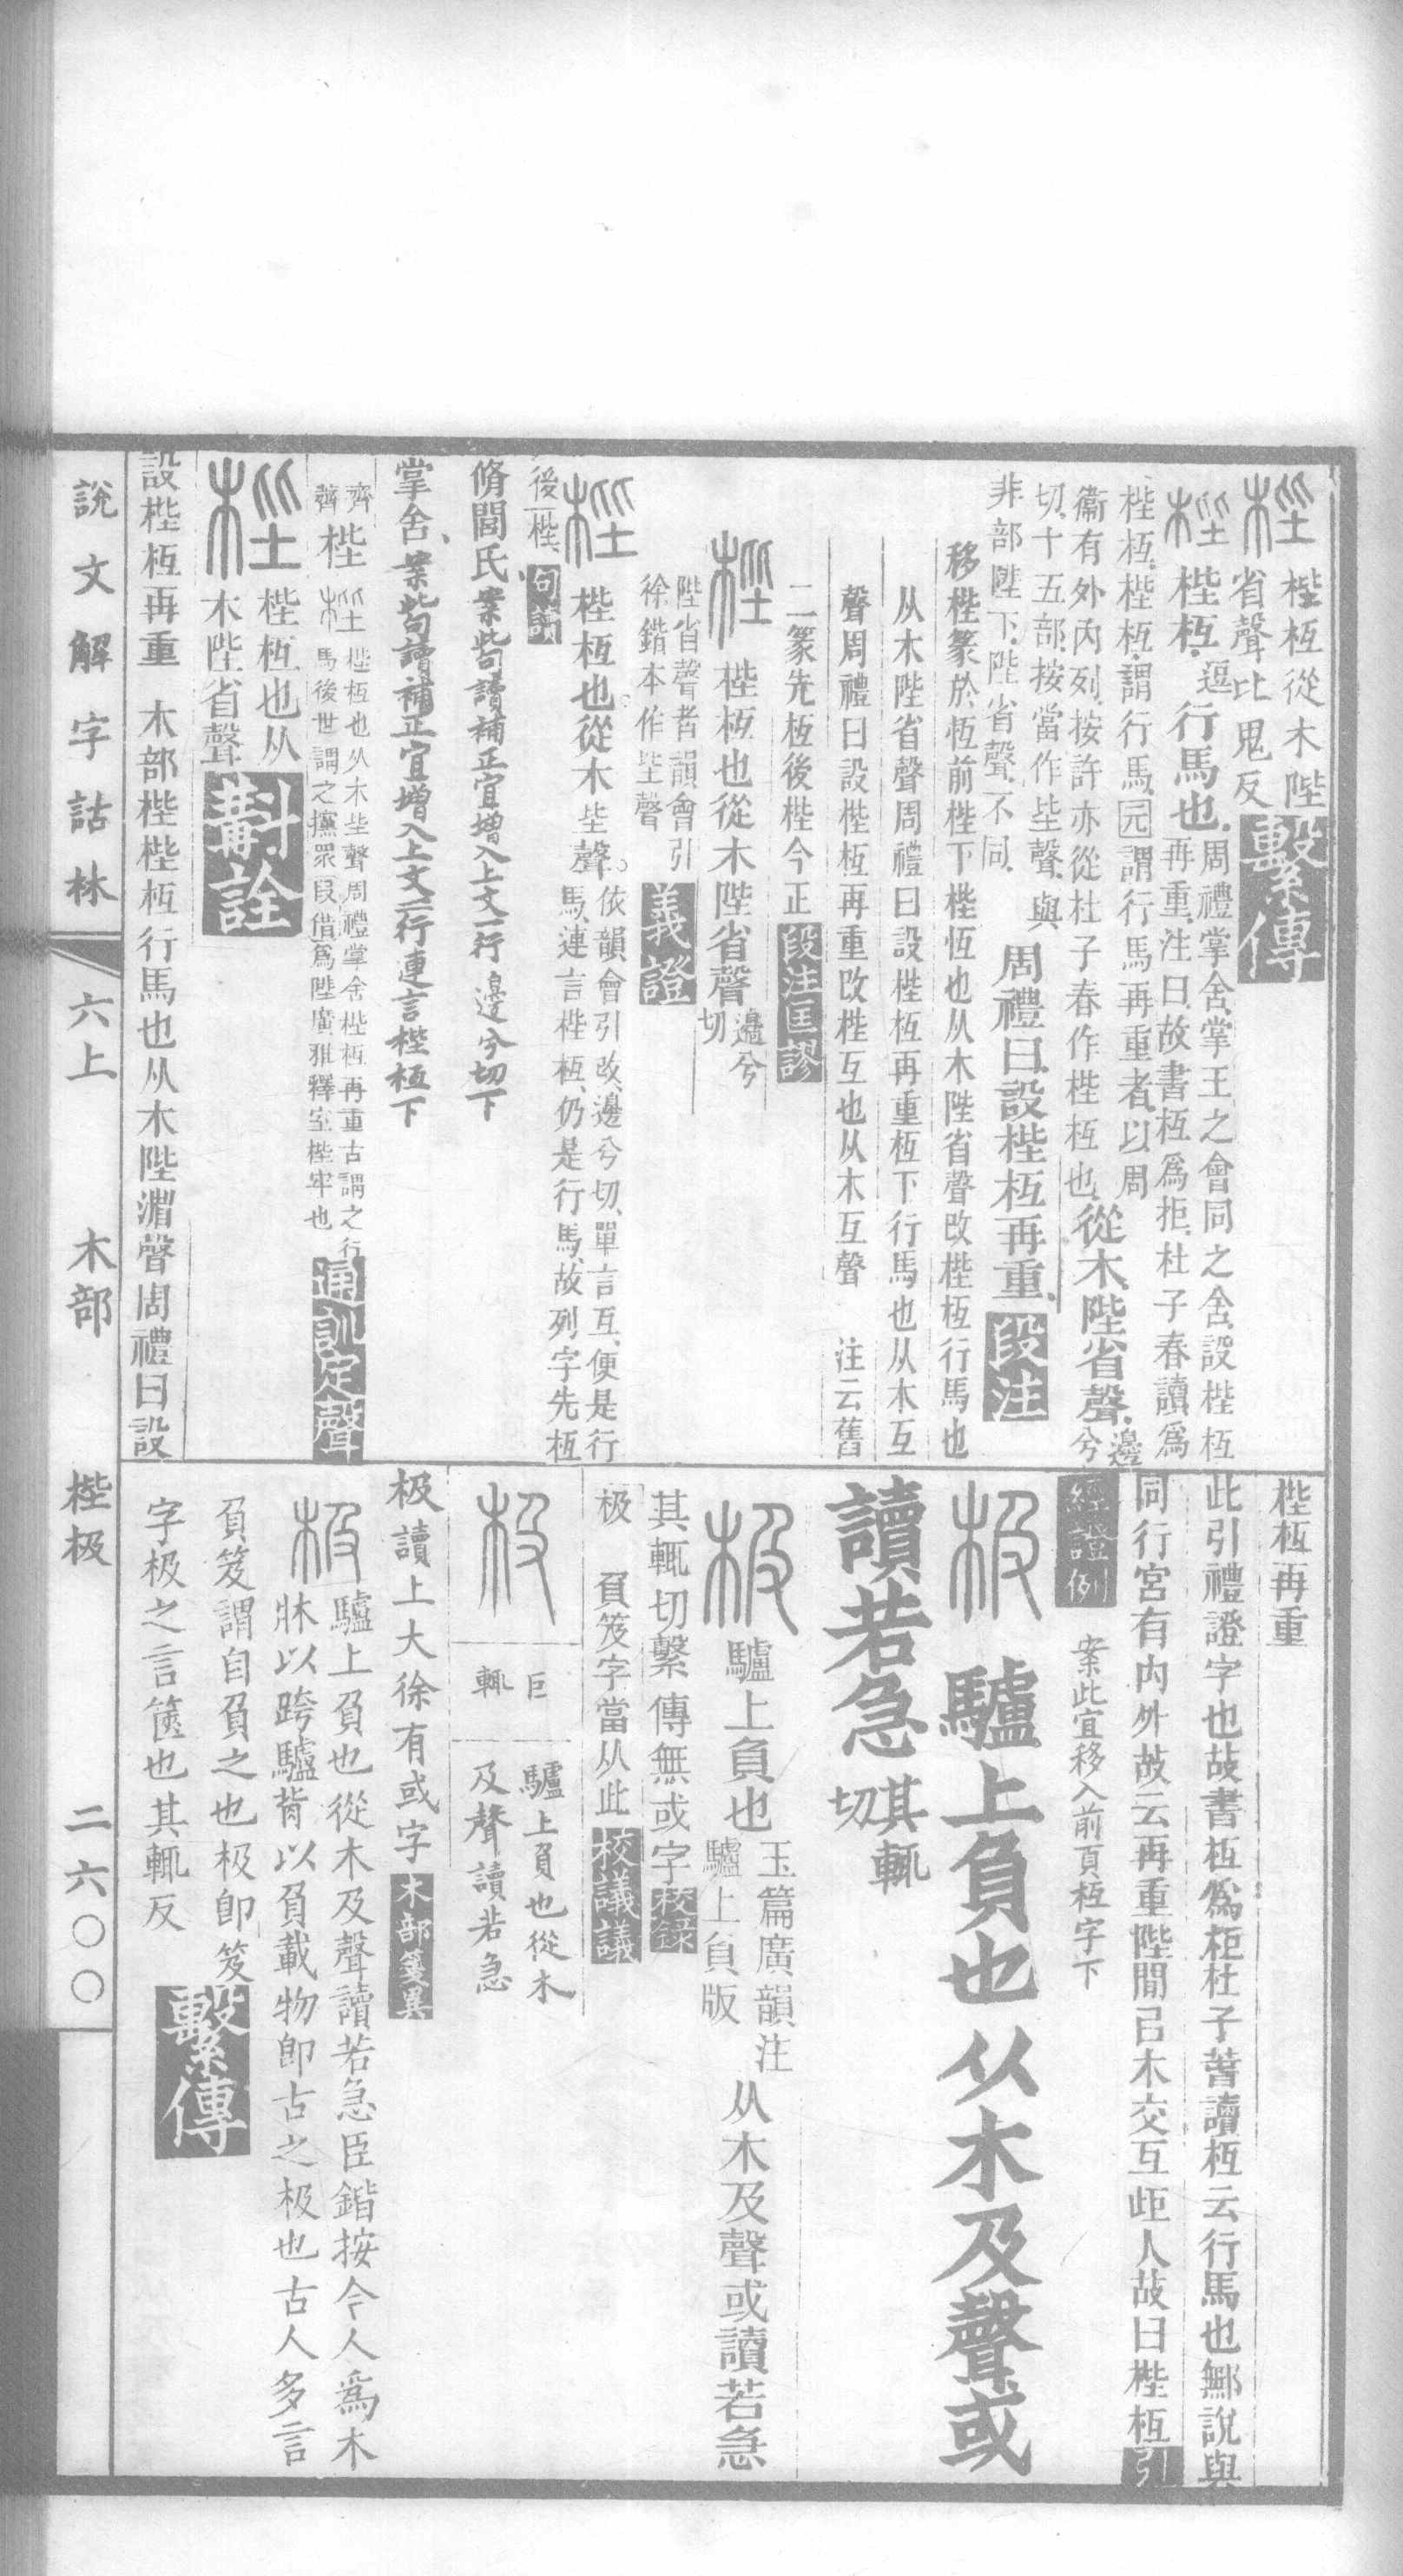 梐 梐枑從木陛
省聲比鬼反 繫傳
梐 梐枑 逗 行馬也 周禮掌舍掌王之會同之舍設梐枑
再重注曰故書枑爲拒杜子春讀爲
梐枑梐枑謂行馬元謂行馬再重者以周
衞有外內列按許亦從杜子春作梐枑也 從木陛省聲 邊兮
切十五部按當作坒聲與
非部陛下陛省聲不同 周禮曰設梐枑再重 段注
移梐篆於枑前梐下梐枑也从木陛省聲改梐枑行馬也
从木陛省聲周禮曰設梐枑再重枑下行馬也从木互
聲周禮曰設梐枑再重改梐互也从木互聲 注云舊
二篆先枑後梐今正 段注匡謬
梐 梐枑也從木陛省聲 邊兮切
陛省聲者韻會引
徐鍇本作坒聲 義證
梐 梐枑也從木坒聲 依韻會引改邊兮切單言互便是行
馬連言梐枑仍是行馬故列字先枑
後梐 句讀
脩閭氏 案此句讀補正宜增入上文一行邊兮切下
掌舍 案此句讀補正宜增入上文一行連言梐枑下
齊 梐 梐枑也从木坒聲周禮掌舍梐枑再重古謂之行
馬後世謂之攩眾叚借爲陛廣雅釋室梐牢也 通訓定聲
梐 梐枑也从
木陛省聲 斠詮
設梐枑再重 木部梐梐枑行馬也从木陛渻聲周禮曰設
梐枑再重
此引禮證字也故書枑爲柜杜子萅讀枑云行馬也鄦說與
同行宮有內外故云再重陛閒㠯木交互歫人故曰梐枑 引
經證例 案此宜移入前頁枑字下
极 驢上負也从木及聲或
讀若急 其輒切
极 驢上負也 玉篇廣韻注
驢上負版 从木及聲或讀若急
其輒切繫傳無或字 校録
极 負笈字當从此 校議議
极 巨輒 驢上負也從木
及聲讀若急
极讀上大徐有或字 木部箋異
极 驢上負也從木及聲讀若急臣鍇按今人爲木
牀以跨驢背以負載物卽古之极也古人多言
負笈謂自負之也极卽笈
字极之言篋也其輒反 繫傳
說文解字詁林 六上 木部 梐极 二六〇〇